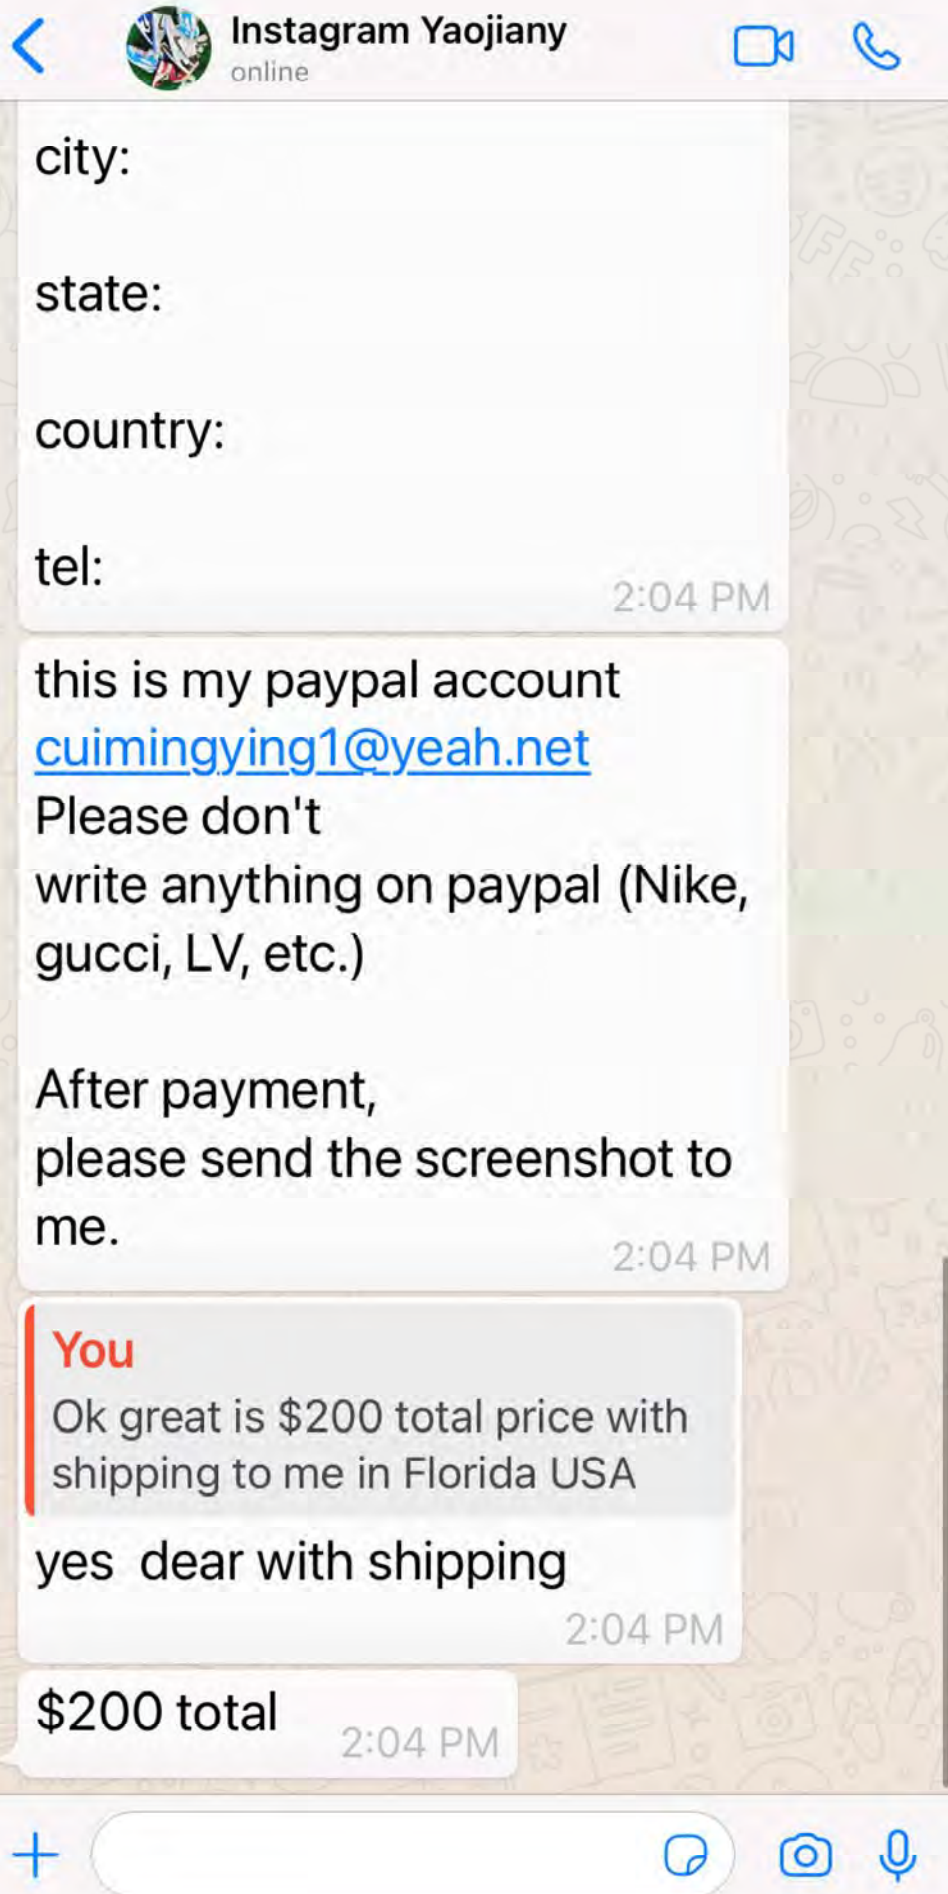 Instagram Yaojiany
online
city:
state:
country:
tel:
2:04 PM
this is my paypal account
cuimingying1@yeah.net
Please don't
write anything on paypal (Nike,
gucci, LV, etc.)
After payment,
please send the screenshot to
me.
2:04 PM
You
Ok great is $200 total price with
shipping to me in Florida USA
yes  dear with shipping
2:04 PM
$200 total
2:04 PM